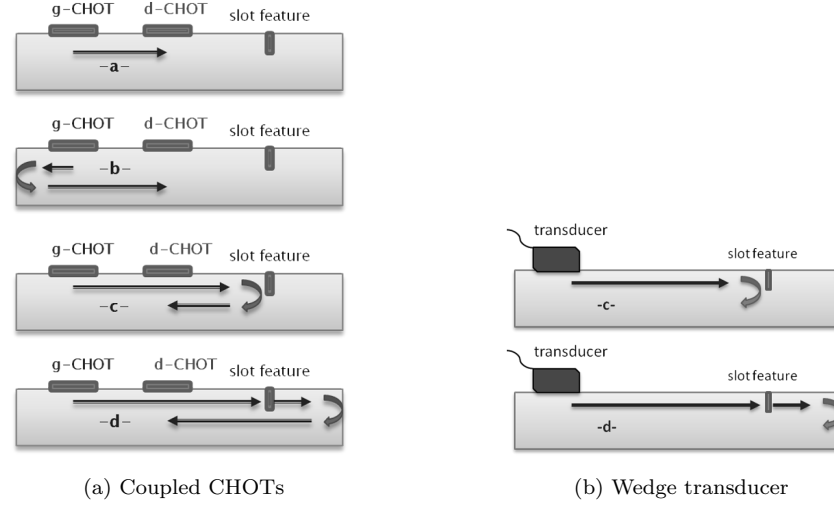 g-CHOT d-CHOT slot feature
-a-
g-CHOT d-CHOT slot feature
-b-
g-CHOT d-CHOT slot feature
-c-
g-CHOT d-CHOT slot feature
-d-
(a) Coupled CHOTs
transducer
slot feature
-c-
transducer
slot feature
-d-
(b) Wedge transducer